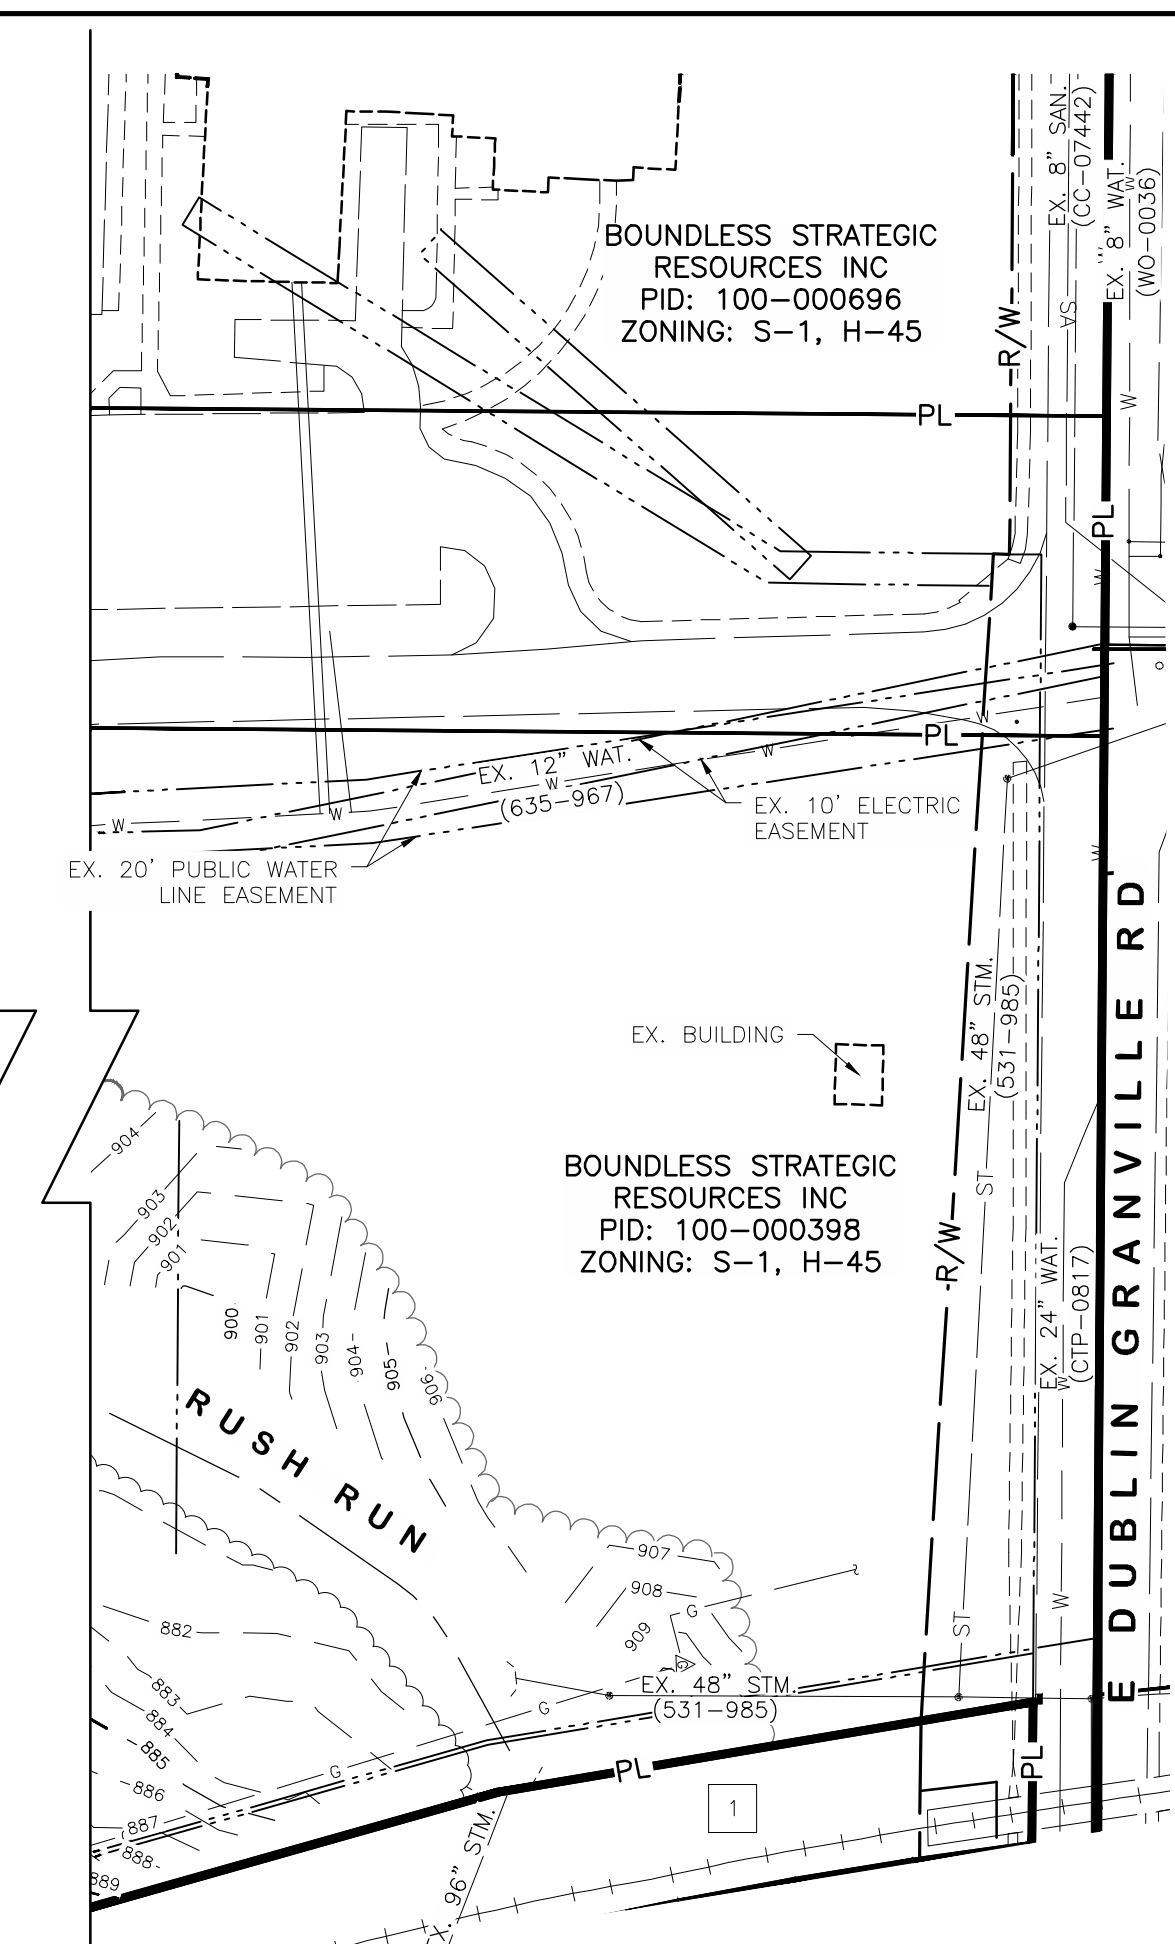 BOUNDLESS STRATEGIC
RESOURCES INC
PID: 100-000696
ZONING: S-1, H-45
R/W
EX. 8" SAN.
(CC-07442)
SA
EX. 8" WAT.
(WO-0036)
W
W
W
PL
PL
W
W
PL
EX. 12" WAT.
(635-967)
W
W
W
W
EX. 10' ELECTRIC
EASEMENT
EX. 20' PUBLIC WATER
LINE EASEMENT
W
EX. 48" STM.
(531-985)
EX. BUILDING
BOUNDLESS STRATEGIC
RESOURCES INC
PID: 100-000398
ZONING: S-1, H-45
ST
R/W
EX. 24" WAT.
(CTP-0817)
W
E DUBLIN GRANVILLE RD
904
903
902
901
900
901
902
903
904
905
906
RUSH RUN
907
908
909
G
G
882
883
884
885
886
887
888
889
ST
W
EX. 48" STM.
(531-985)
G
G
PL
PL
1
96" STM.